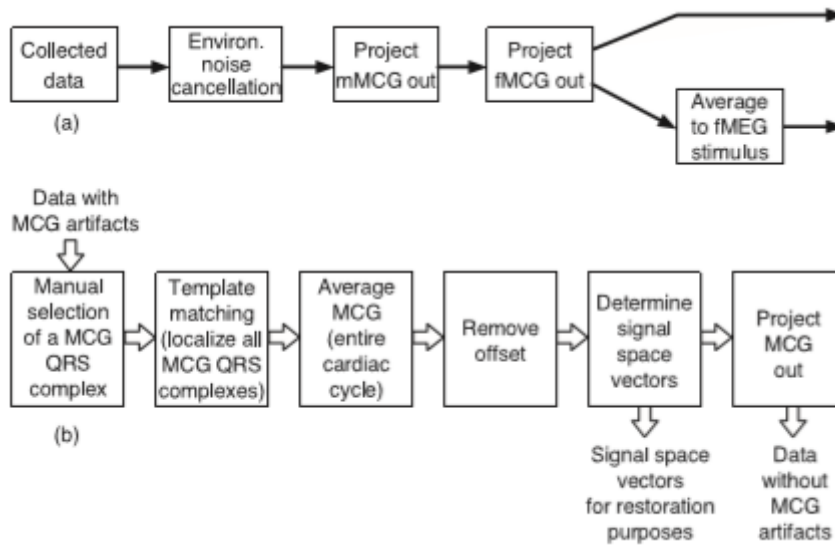 Collected
data
Environ.
noise
cancellation
Project
mMCG out
Project
fMCG out
Average
to fMEG
stimulus
(a)
Data with
MCG artifacts
Manual
selection
of a MCG
QRS
complex
Template
matching
(localize all
MCG QRS
complexes)
Average
MCG
(entire
cardiac
cycle)
Remove
offset
Determine
signal
space
vectors
Project
MCG
out
(b)
Signal space
vectors
for restoration
purposes
Data
without
MCG
artifacts